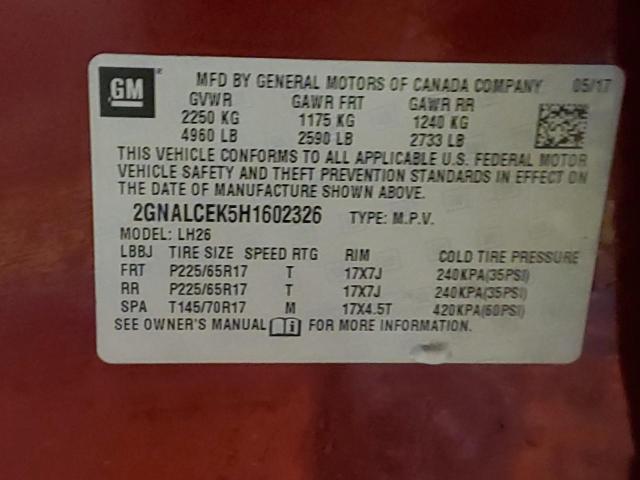 GM MFD BY GENERAL MOTORS OF CANADA COMPANY 05/17
GVWR GAWR FRT GAWR RR
2250 KG 1175 KG 1240 KG
4960 LB 2590 LB 2733 LB
THIS VEHICLE CONFORMS TO ALL APPLICABLE U.S. FEDERAL MOTOR
VEHICLE SAFETY AND THEFT PREVENTION STANDARDS IN EFFECT ON
THE DATE OF MANUFACTURE SHOWN ABOVE.
2GNALCEK5H1602326 TYPE: M.P.V.
MODEL: LH26
LBBJ TIRE SIZE SPEED RTG RIM COLD TIRE PRESSURE
FRT P225/65R17 T 17X7J 240KPA(35PSI)
RR P225/65R17 T 17X7J 240KPA(35PSI)
SPA T145/70R17 M 17X4.5T 420KPA(60PSI)
SEE OWNER'S MANUAL FOR MORE INFORMATION.